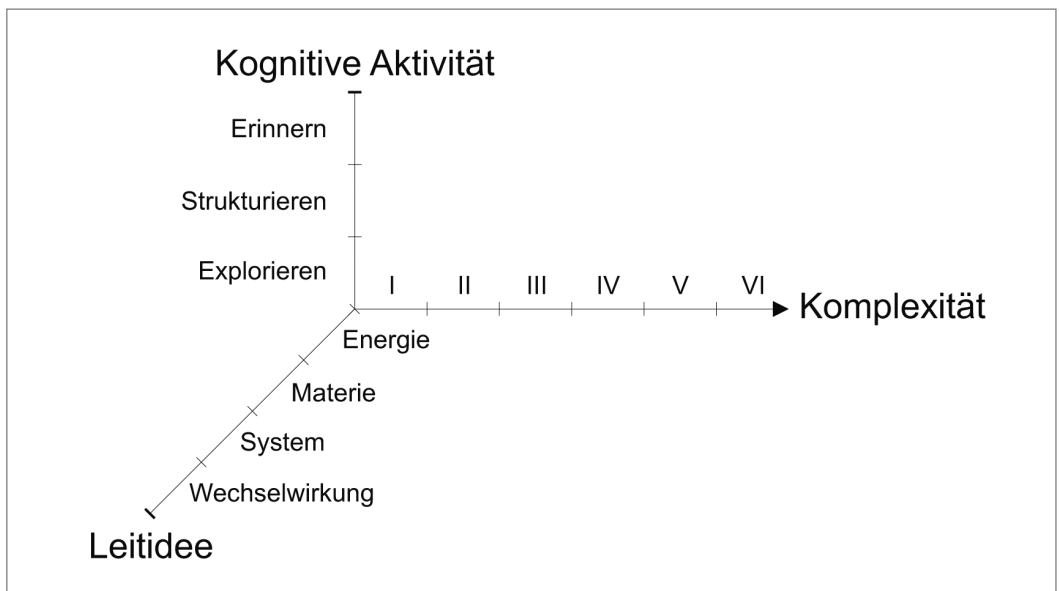 Kognitive Aktivität
Erinnern
Strukturieren
Explorieren
I II III IV V VI
Komplexität
Energie
Materie
System
Wechselwirkung
Leitidee